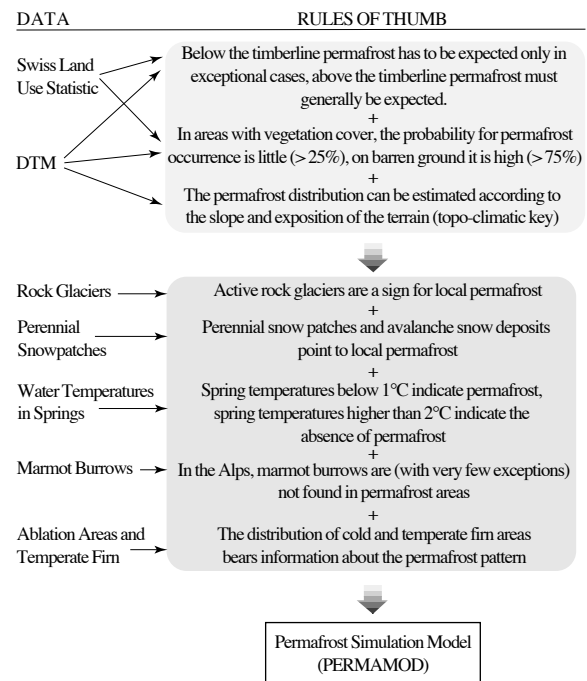 DATA RULES OF THUMB
Swiss Land
Use Statistic
DTM
Below the timberline permafrost has to be expected only in
exceptional cases, above the timberline permafrost must
generally be expected.
+
In areas with vegetation cover, the probability for permafrost
occurrence is little (> 25%), on barren ground it is high (> 75%)
+
The permafrost distribution can be estimated according to
the slope and exposition of the terrain (topo-climatic key)
Rock Glaciers
Active rock glaciers are a sign for local permafrost
+
Perennial
Snowpatches
Perennial snow patches and avalanche snow deposits
point to local permafrost
+
Water Temperatures
in Springs
Spring temperatures below 1°C indicate permafrost,
spring temperatures higher than 2°C indicate the
absence of permafrost
+
Marmot Burrows
In the Alps, marmot burrows are (with very few exceptions)
not found in permafrost areas
+
Ablation Areas and
Temperate Firn
The distribution of cold and temperate firn areas
bears information about the permafrost pattern
Permafrost Simulation Model
(PERMAMOD)